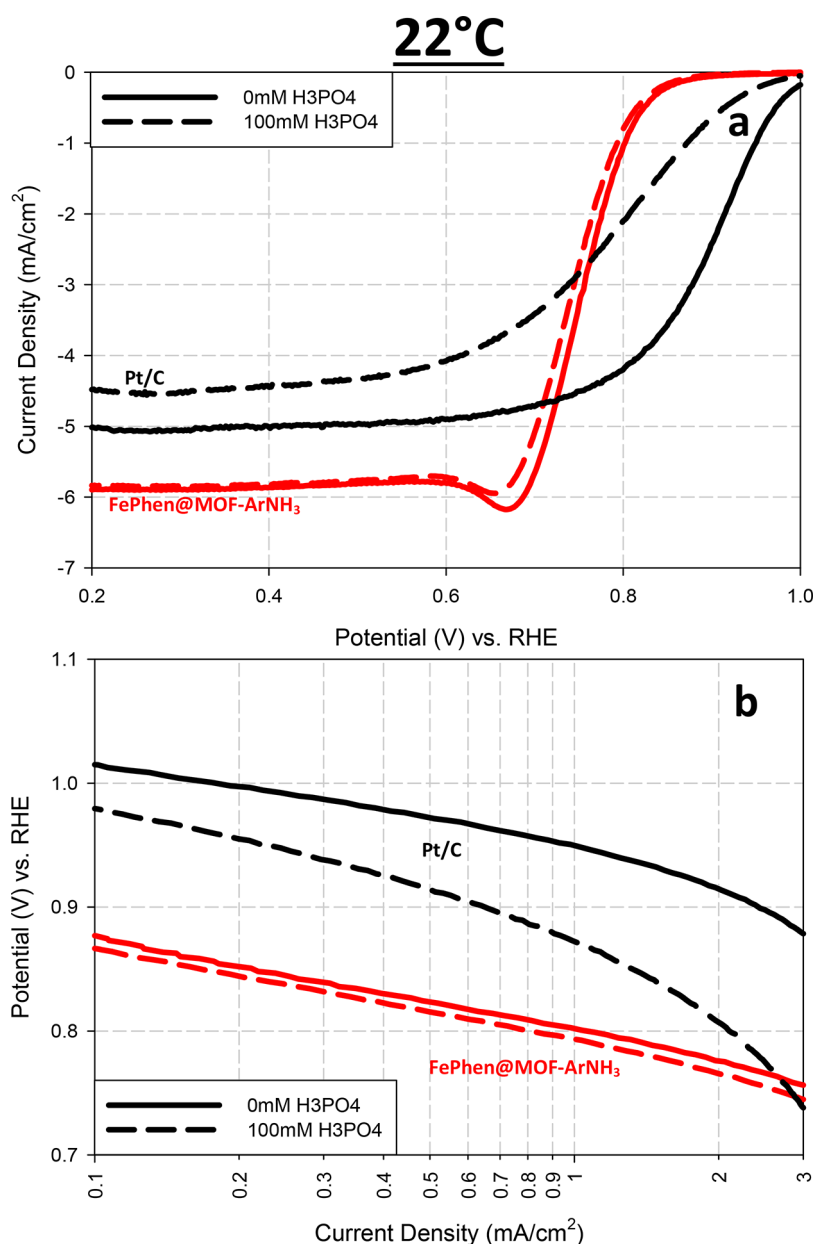 22°C
0
0mM H3PO4
100mM H3PO4
a
-1
-2
-3
-4
Pt/C
-5
-6
FePhen@MOF-ArNH₃
-7
0.2
0.4
0.6
0.8
1.0
Current Density (mA/cm²)
Potential (V) vs. RHE
1.1
b
1.0
Pt/C
0.9
0.8
FePhen@MOF-ArNH₃
0mM H3PO4
100mM H3PO4
0.7
0.1
0.2
0.3
0.4
0.5
0.6
0.7
0.8
0.9
1
2
3
Potential (V) vs. RHE
Current Density (mA/cm²)